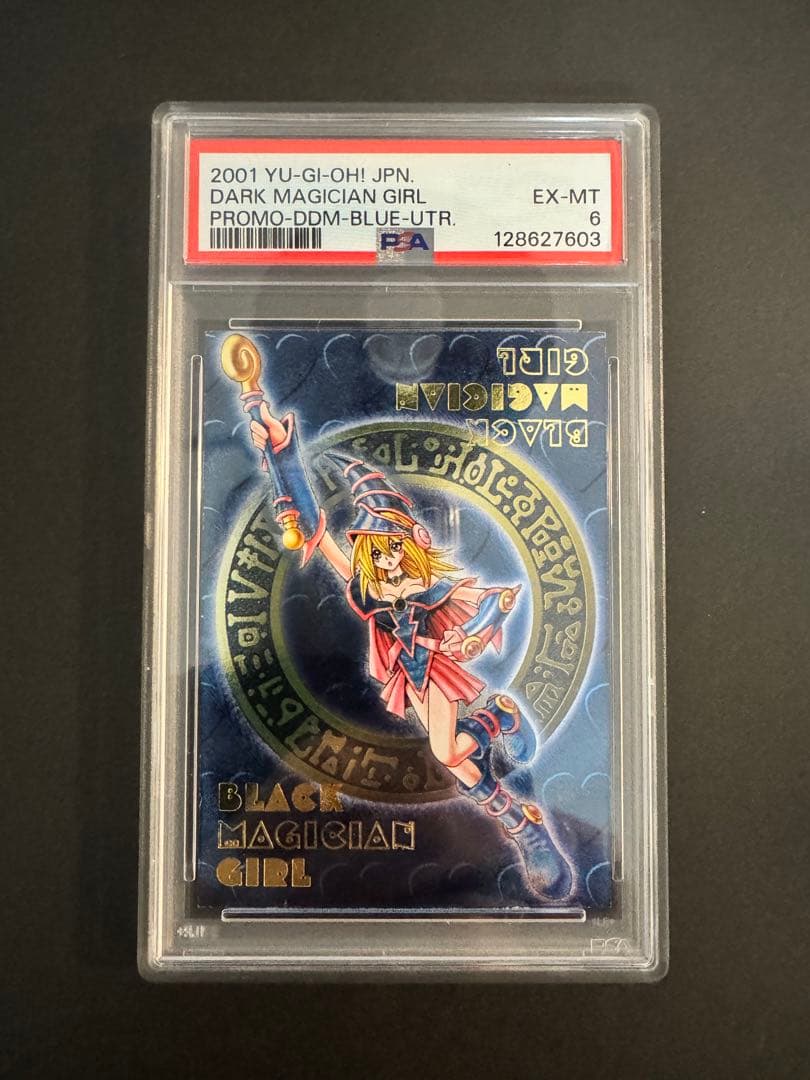 2001 YU-GI-OH! JPN.
DARK MAGICIAN GIRL EX-MT
PROMO-DDM-BLUE-UTR. 6
PSA 128627603
BLACK
MAGICIAN
GIRL
BLACK
MAGICIAN
GIRL
PSA